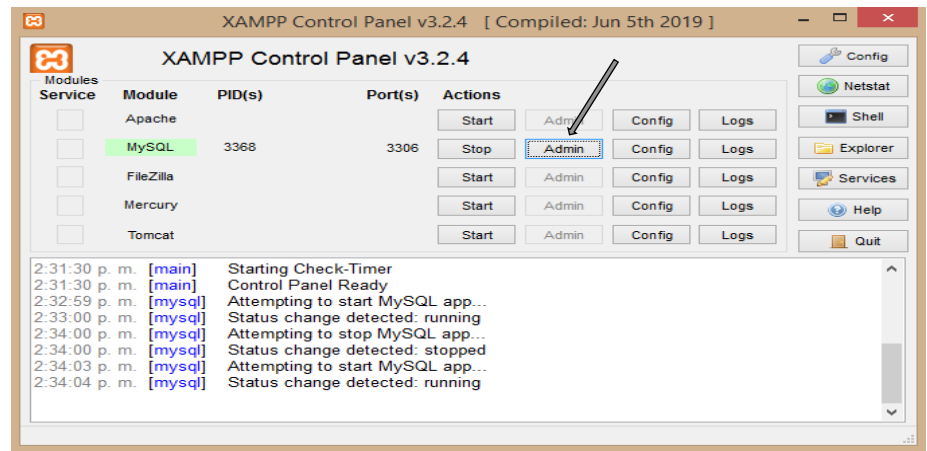 XAMPP Control Panel v3.2.4 [ Compiled: Jun 5th 2019 ]
XAMPP Control Panel v3.2.4
Config
Modules
Service Module PID(s) Port(s) Actions
Netstat
Apache Start Admin Config Logs
Shell
MySQL 3368 3306 Stop Admin Config Logs
Explorer
FileZilla Start Admin Config Logs
Services
Mercury Start Admin Config Logs
Help
Tomcat Start Admin Config Logs
Quit
2:31:30 p. m. [main] Starting Check-Timer
2:31:30 p. m. [main] Control Panel Ready
2:32:59 p. m. [mysql] Attempting to start MySQL app...
2:33:00 p. m. [mysql] Status change detected: running
2:34:00 p. m. [mysql] Attempting to stop MySQL app...
2:34:00 p. m. [mysql] Status change detected: stopped
2:34:03 p. m. [mysql] Attempting to start MySQL app...
2:34:04 p. m. [mysql] Status change detected: running